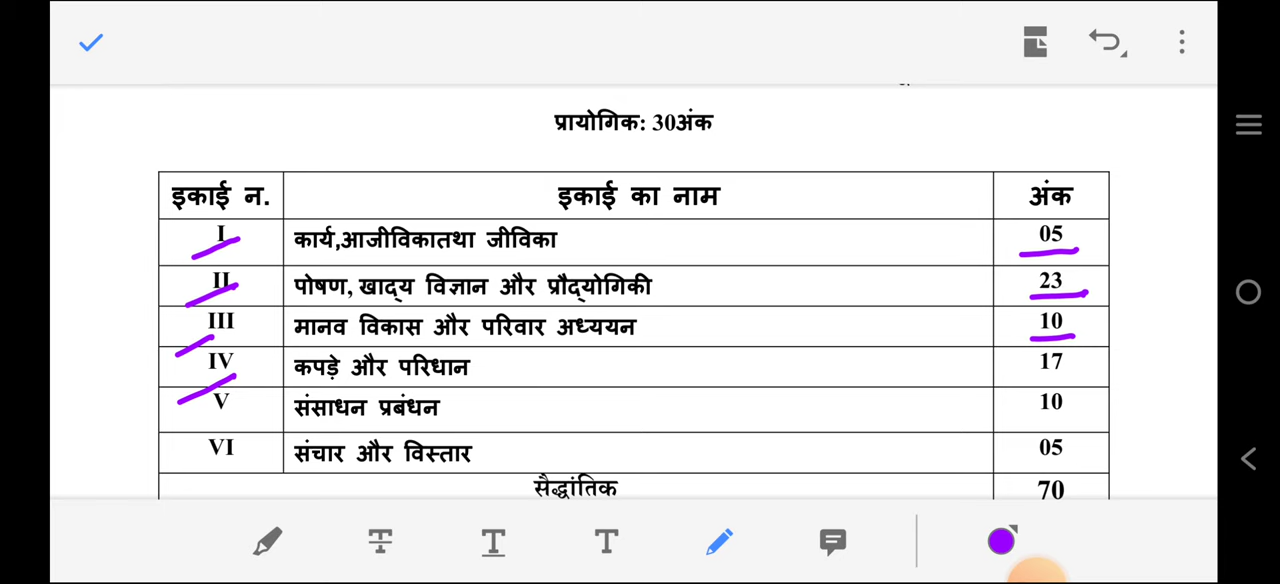 प्रायोगिक: 30अंक
इकाई न. इकाई का नाम अंक
I कार्य,आजीविकातथा जीविका 05
II पोषण, खाद्य विज्ञान और प्रौद्योगिकी 23
III मानव विकास और परिवार अध्ययन 10
IV कपड़े और परिधान 17
V संसाधन प्रबंधन 10
VI संचार और विस्तार 05
सैद्धांतिक 70